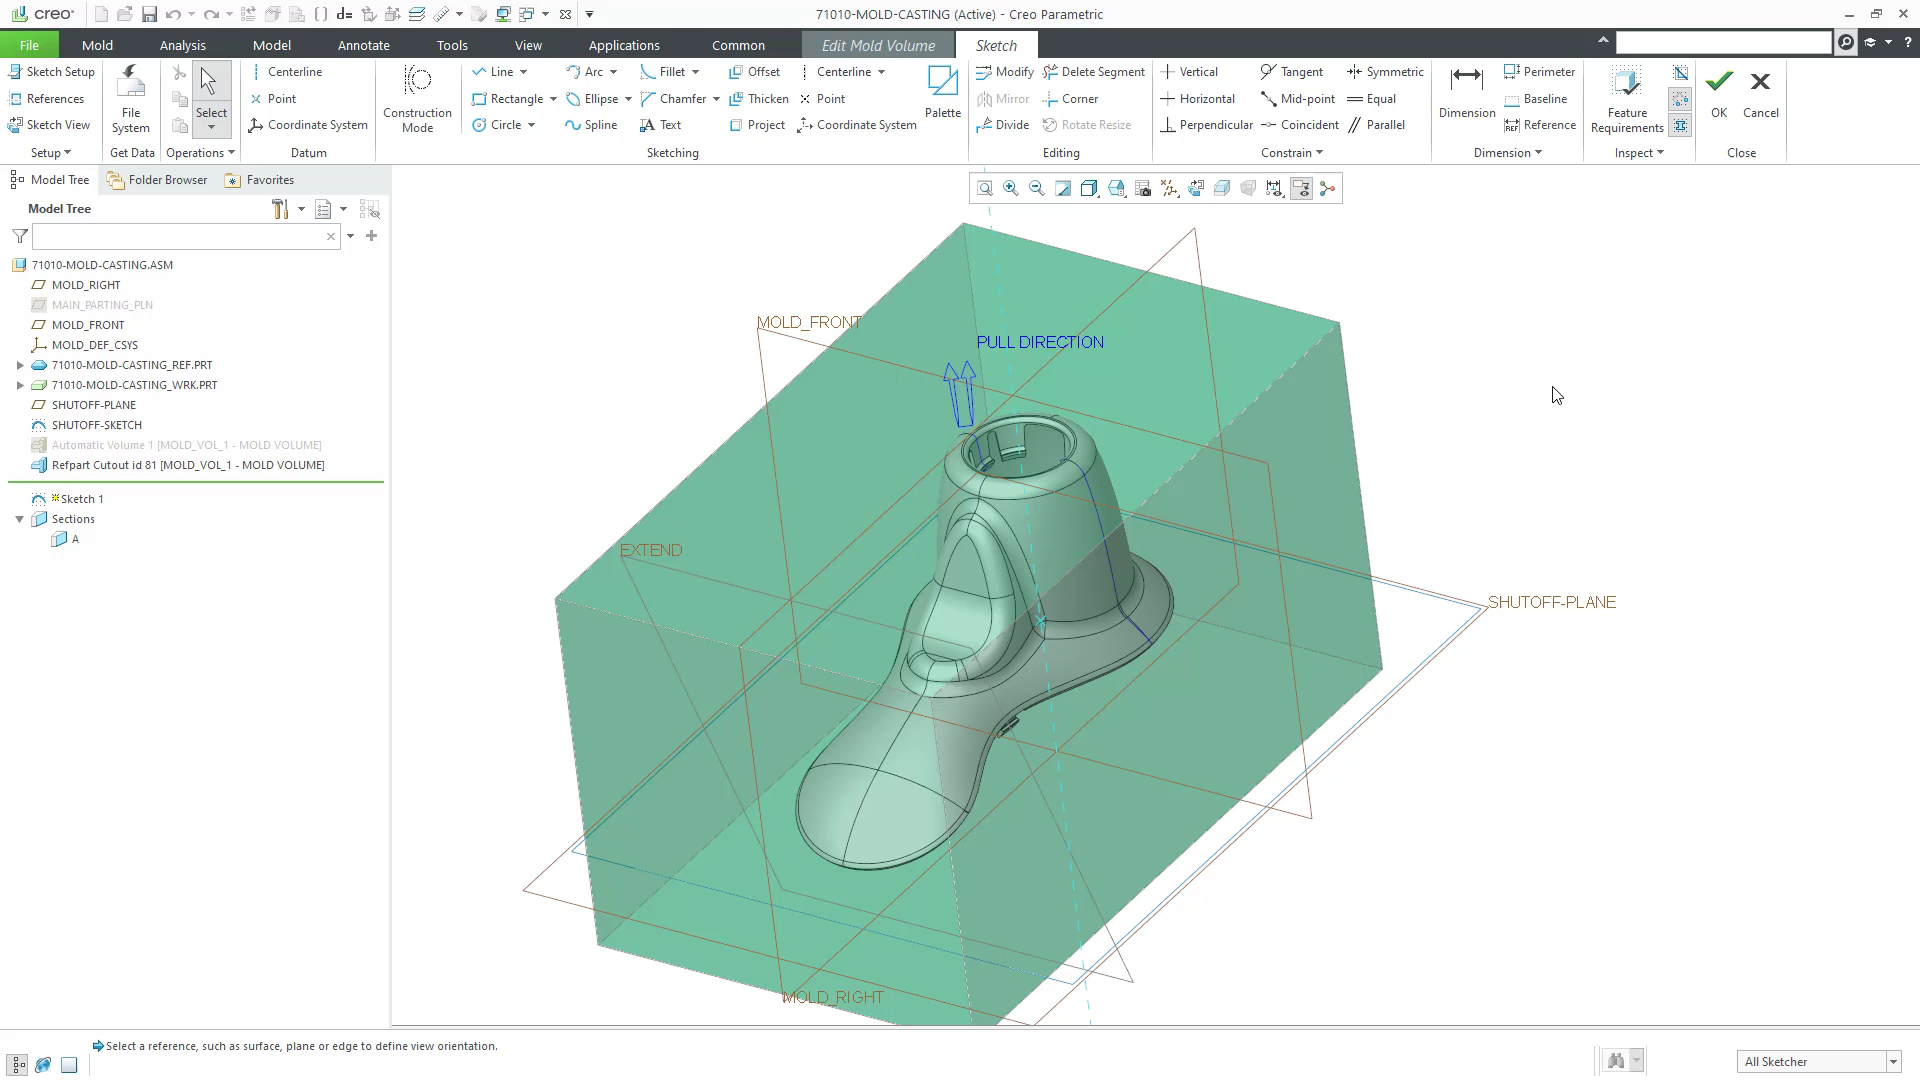 creo
d=
71010-MOLD-CASTING (Active) - Creo Parametric
File
Mold
Analysis
Model
Annotate
Tools
View
Applications
Common
Edit Mold Volume
Sketch
?
Sketch Setup
References
Sketch View
Setup
File System
Get Data
Select
Operations
Centerline
Point
Coordinate System
Datum
Construction Mode
Line
Arc
Fillet
Offset
Centerline
Rectangle
Ellipse
Chamfer
Thicken
Point
Circle
Spline
Text
Project
Coordinate System
Palette
Sketching
Modify
Delete Segment
Mirror
Corner
Divide
Rotate Resize
Editing
Vertical
Tangent
Symmetric
Horizontal
Mid-point
Equal
Perpendicular
Coincident
Parallel
Constrain
Dimension
Perimeter
Baseline
REF Reference
Dimension
Feature Requirements
Inspect
OK
Cancel
Close
Model Tree
Folder Browser
Favorites
Model Tree
71010-MOLD-CASTING.ASM
MOLD_RIGHT
MAIN_PARTING_PLN
MOLD_FRONT
MOLD_DEF_CSYS
71010-MOLD-CASTING_REF.PRT
71010-MOLD-CASTING_WRK.PRT
SHUTOFF-PLANE
SHUTOFF-SKETCH
Automatic Volume 1 [MOLD_VOL_1 - MOLD VOLUME]
Refpart Cutout id 81 [MOLD_VOL_1 - MOLD VOLUME]
Sketch 1
Sections
A
MOLD_FRONT
PULL DIRECTION
EXTEND
SHUTOFF-PLANE
MOLD_RIGHT
Select a reference, such as surface, plane or edge to define view orientation.
All Sketcher